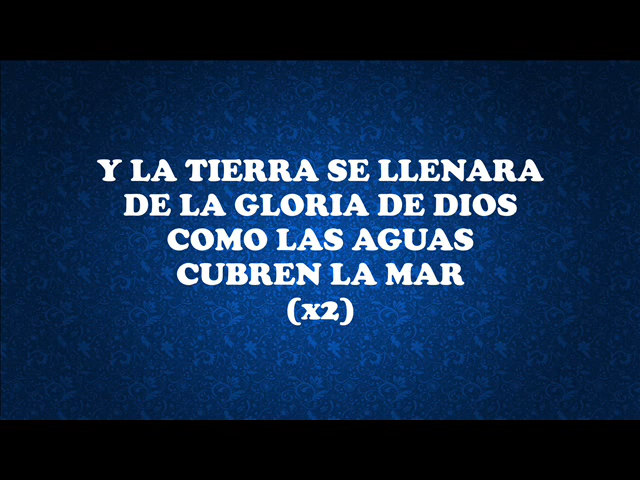 Y LA TIERRA SE LLENARA
DE LA GLORIA DE DIOS
COMO LAS AGUAS
CUBREN LA MAR
(x2)